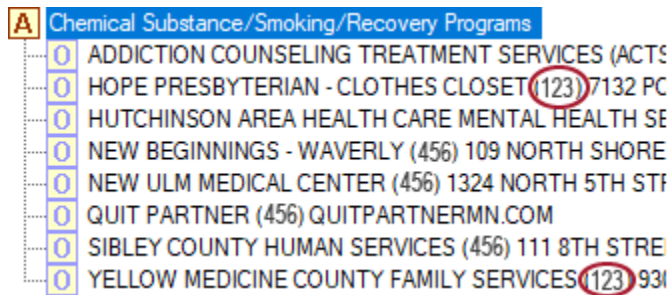 A Chemical Substance/Smoking/Recovery Programs
O ADDICTION COUNSELING TREATMENT SERVICES (ACTS
O HOPE PRESBYTERIAN - CLOTHES CLOSET (123) 7132 PO
O HUTCHINSON AREA HEALTH CARE MENTAL HEALTH SE
O NEW BEGINNINGS - WAVERLY (456) 109 NORTH SHORE
O NEW ULM MEDICAL CENTER (456) 1324 NORTH 5TH STR
O QUIT PARTNER (456) QUITPARTNERMN.COM
O SIBLEY COUNTY HUMAN SERVICES (456) 111 8TH STREE
O YELLOW MEDICINE COUNTY FAMILY SERVICES (123) 93